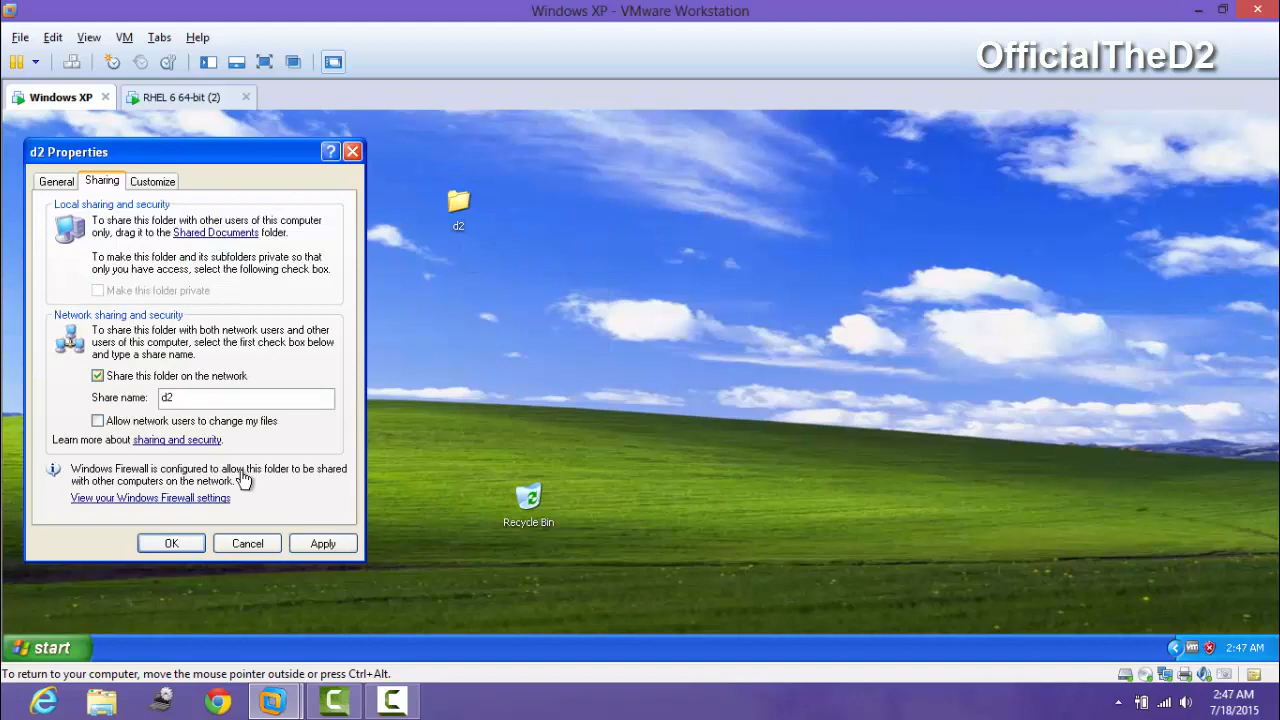 Windows XP - VMware Workstation
File Edit View VM Tabs Help
OfficialTheD2
Windows XP
RHEL 6 64-bit (2)
d2 Properties
General
Sharing
Customize
Local sharing and security
To share this folder with other users of this computer
only, drag it to the Shared Documents folder.
To make this folder and its subfolders private so that
only you have access, select the following check box.
Make this folder private
Network sharing and security
To share this folder with both network users and other
users of this computer, select the first check box below
and type a share name.
Share this folder on the network
Share name: d2
Allow network users to change my files
Learn more about sharing and security.
Windows Firewall is configured to allow this folder to be shared
with other computers on the network.
View your Windows Firewall settings
OK
Cancel
Apply
d2
Recycle Bin
start
2:47 AM
To return to your computer, move the mouse pointer outside or press Ctrl+Alt.
2:47 AM
7/18/2015